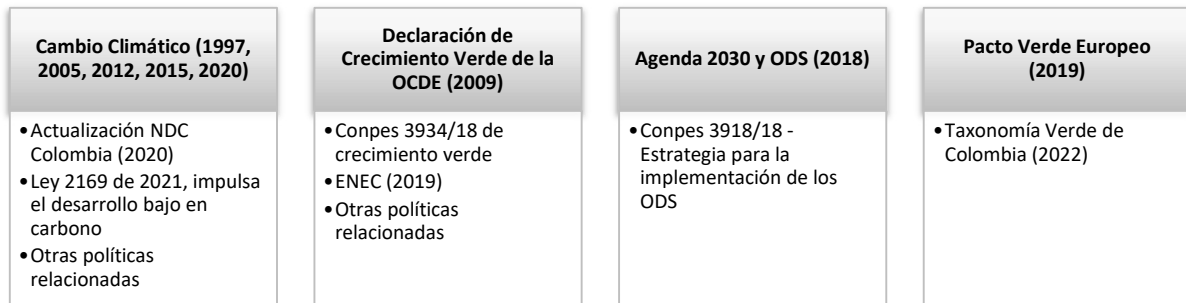 Cambio Climático (1997,
2005, 2012, 2015, 2020)
•Actualización NDC
Colombia (2020)
•Ley 2169 de 2021, impulsa
el desarrollo bajo en
carbono
•Otras políticas
relacionadas
Declaración de
Crecimiento Verde de la
OCDE (2009)
•Conpes 3934/18 de
crecimiento verde
•ENEC (2019)
•Otras políticas
relacionadas
Agenda 2030 y ODS (2018)
•Conpes 3918/18 -
Estrategia para la
implementación de los
ODS
Pacto Verde Europeo
(2019)
•Taxonomía Verde de
Colombia (2022)